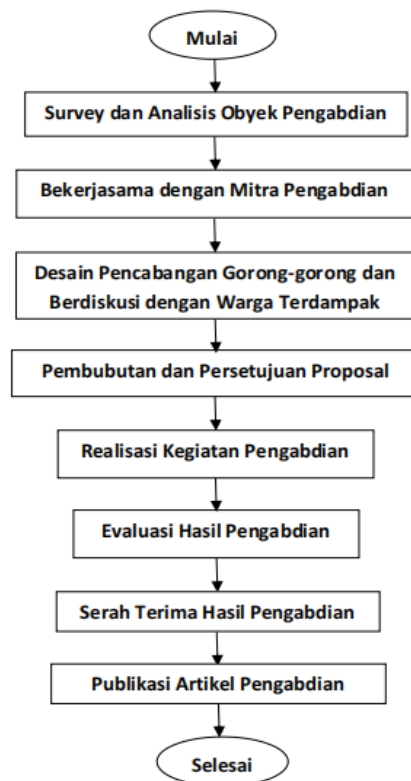 Mulai
Survey dan Analisis Obyek Pengabdian
Bekerjasama dengan Mitra Pengabdian
Desain Pencabangan Gorong-gorong dan
Berdiskusi dengan Warga Terdampak
Pembubutan dan Persetujuan Proposal
Realisasi Kegiatan Pengabdian
Evaluasi Hasil Pengabdian
Serah Terima Hasil Pengabdian
Publikasi Artikel Pengabdian
Selesai